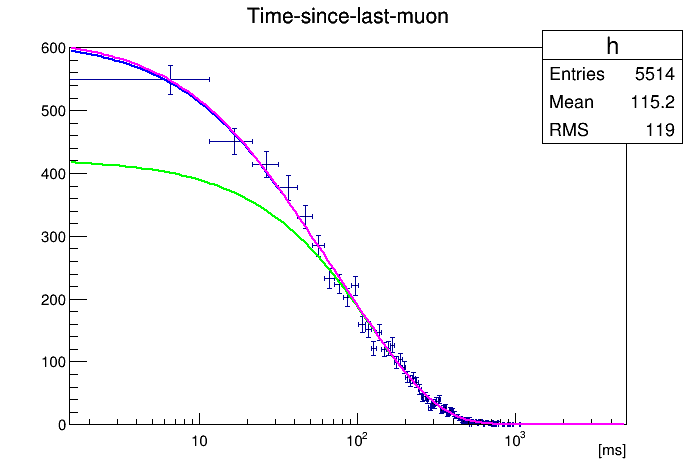 Time-since-last-muon
h
Entries 5514
Mean 115.2
RMS 119
600
500
400
300
200
100
0
10 10² 10³
[ms]